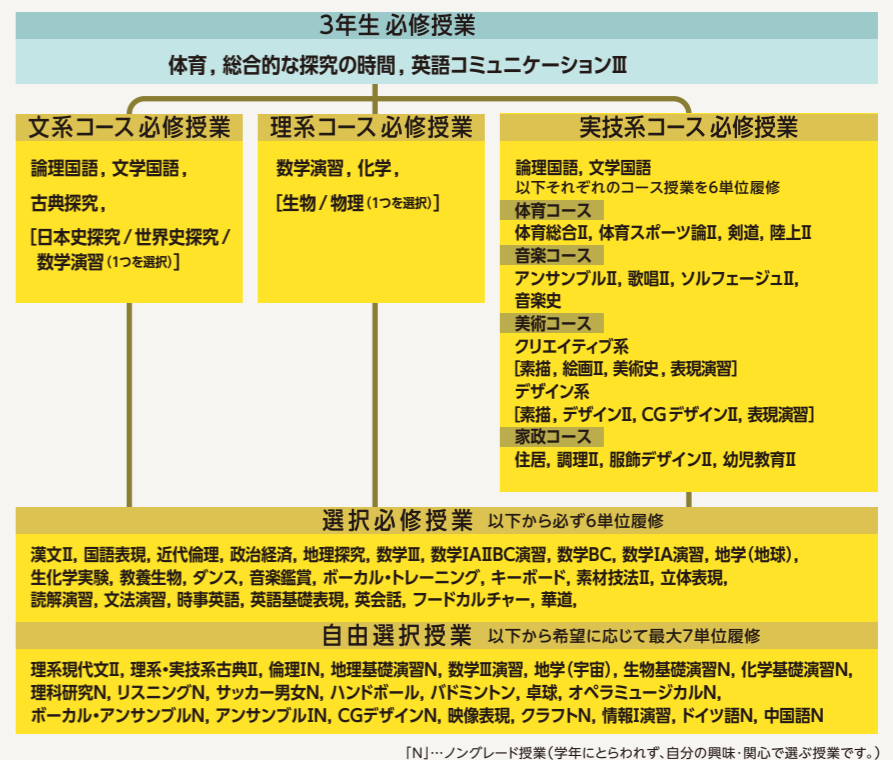 3年生 必修授業
体育, 総合的な探究の時間, 英語コミュニケーションⅢ
文系コース 必修授業
論理国語, 文学国語,
古典探究,
[日本史探究 / 世界史探究 /
数学演習 (1つを選択)]
理系コース 必修授業
数学演習, 化学,
[生物 / 物理 (1つを選択)]
実技系コース 必修授業
論理国語, 文学国語
以下それぞれのコース授業を6単位履修
体育コース
体育総合Ⅱ, 体育スポーツ論Ⅱ, 剣道, 陸上Ⅱ
音楽コース
アンサンブルⅡ, 歌唱Ⅱ, ソルフェージュⅡ,
音楽史
美術コース
クリエイティブ系
[素描, 絵画Ⅱ, 美術史, 表現演習]
デザイン系
[素描, デザインⅡ, CGデザインⅡ, 表現演習]
家政コース
住居, 調理Ⅱ, 服飾デザインⅡ, 幼児教育Ⅱ
選択必修授業 以下から必ず6単位履修
漢文Ⅱ, 国語表現, 近代倫理, 政治経済, 地理探究, 数学Ⅲ, 数学ⅠAⅡBC演習, 数学BC, 数学ⅠA演習, 地学(地球),
生化学実験, 教養生物, ダンス, 音楽鑑賞, ボーカル・トレーニング, キーボード, 素材技法Ⅱ, 立体表現,
読解演習, 文法演習, 時事英語, 英語基礎表現, 英会話, フードカルチャー, 華道,
自由選択授業 以下から希望に応じて最大7単位履修
理系現代文Ⅱ, 理系・実技系古典Ⅱ, 倫理ⅠN, 地理基礎演習N, 数学Ⅲ演習, 地学(宇宙), 生物基礎演習N, 化学基礎演習N,
理科研究N, リスニングN, サッカー男女N, ハンドボール, バドミントン, 卓球, オペラミュージカルN,
ボーカル・アンサンブルN, アンサンブルⅠN, CGデザインN, 映像表現, クラフトN, 情報Ⅰ演習, ドイツ語N, 中国語N
「N」…ノングレード授業(学年にとらわれず、自分の興味・関心で選ぶ授業です。)